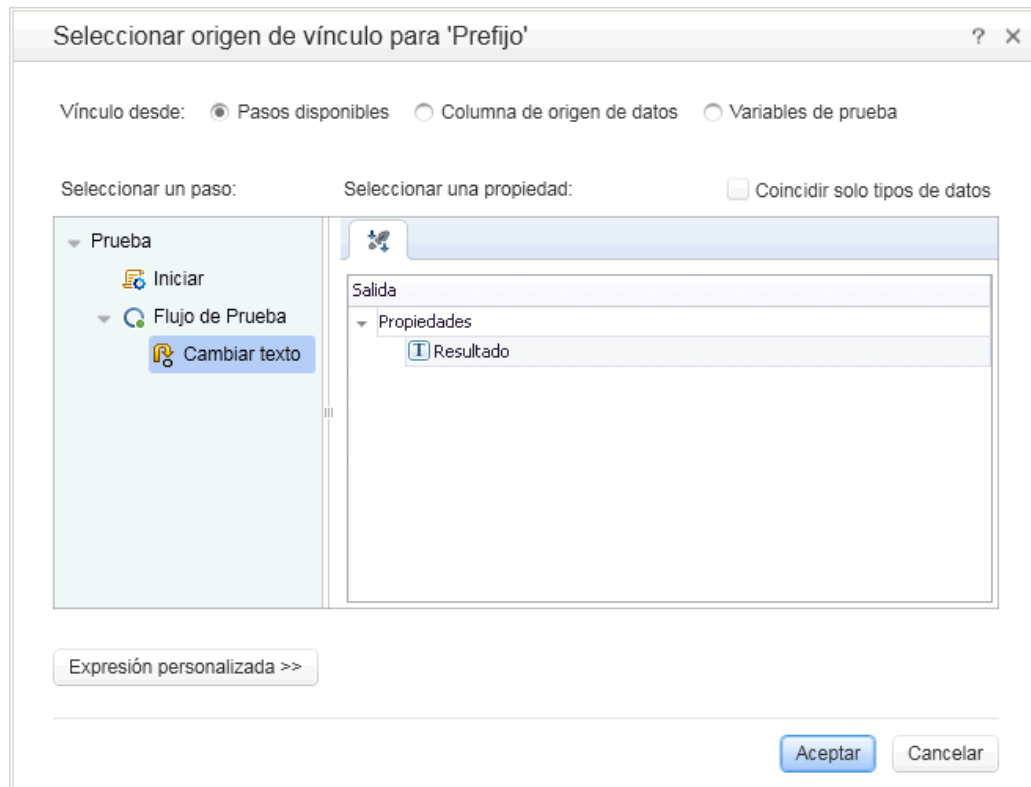 Seleccionar origen de vínculo para 'Prefijo' ? ×
Vínculo desde: Pasos disponibles Columna de origen de datos Variables de prueba
Seleccionar un paso: Seleccionar una propiedad: Coincidir solo tipos de datos
Prueba
Iniciar
Flujo de Prueba
Cambiar texto
Salida
Propiedades
T Resultado
Expresión personalizada >>
Aceptar Cancelar